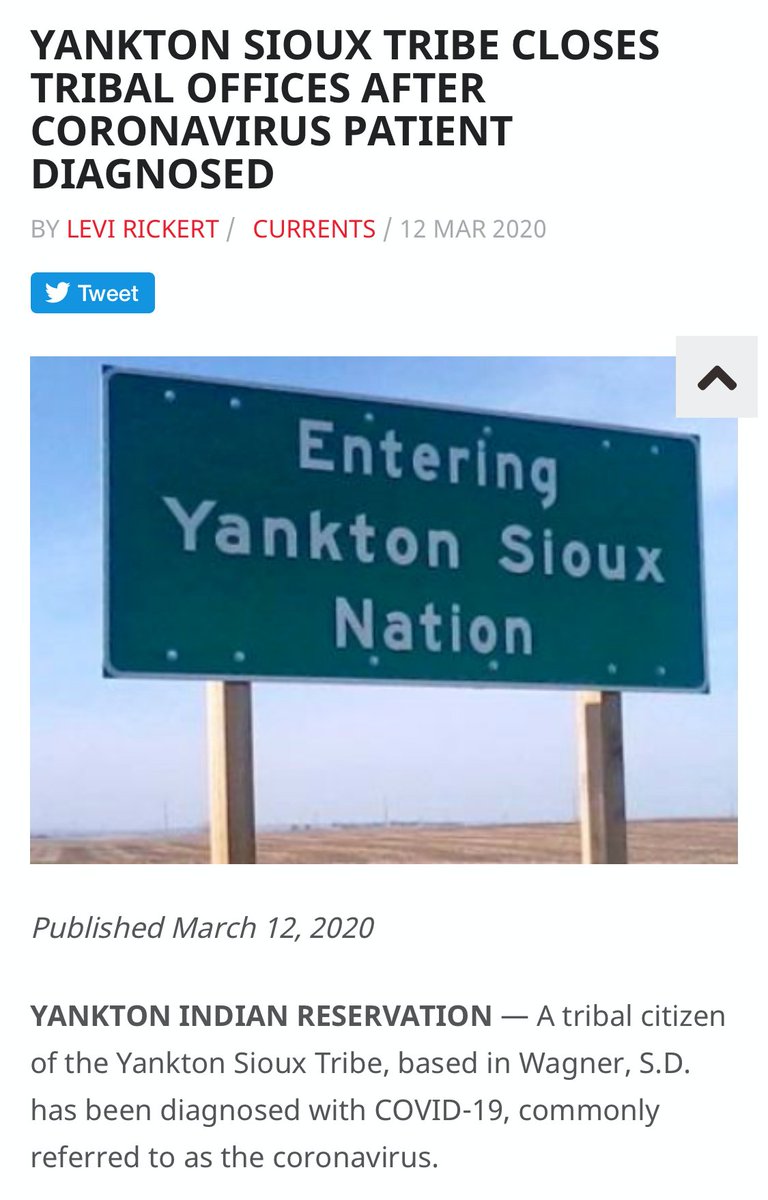 YANKTON SIOUX TRIBE CLOSES
TRIBAL OFFICES AFTER
CORONAVIRUS PATIENT
DIAGNOSED
BY LEVI RICKERT / CURRENTS / 12 MAR 2020
Tweet
Entering
Yankton Sioux
Nation
Published March 12, 2020
YANKTON INDIAN RESERVATION — A tribal citizen
of the Yankton Sioux Tribe, based in Wagner, S.D.
has been diagnosed with COVID-19, commonly
referred to as the coronavirus.